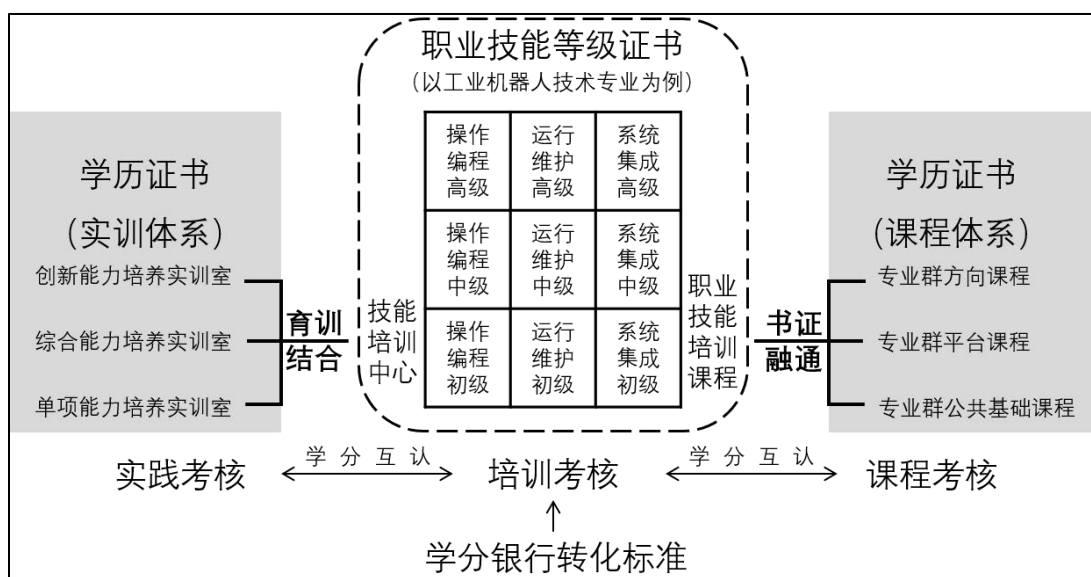 职业技能等级证书
（以工业机器人技术专业为例）
学历证书
（实训体系）
创新能力培养实训室
综合能力培养实训室
单项能力培养实训室
育训
结合
技能
培训
中心
操作
编程
高级
运行
维护
高级
系统
集成
高级
操作
编程
中级
运行
维护
中级
系统
集成
中级
操作
编程
初级
运行
维护
初级
系统
集成
初级
职业
技能
培训
课程
书证
融通
学历证书
（课程体系）
专业群方向课程
专业群平台课程
专业群公共基础课程
实践考核
学分互认
培训考核
学分互认
课程考核
学分银行转化标准